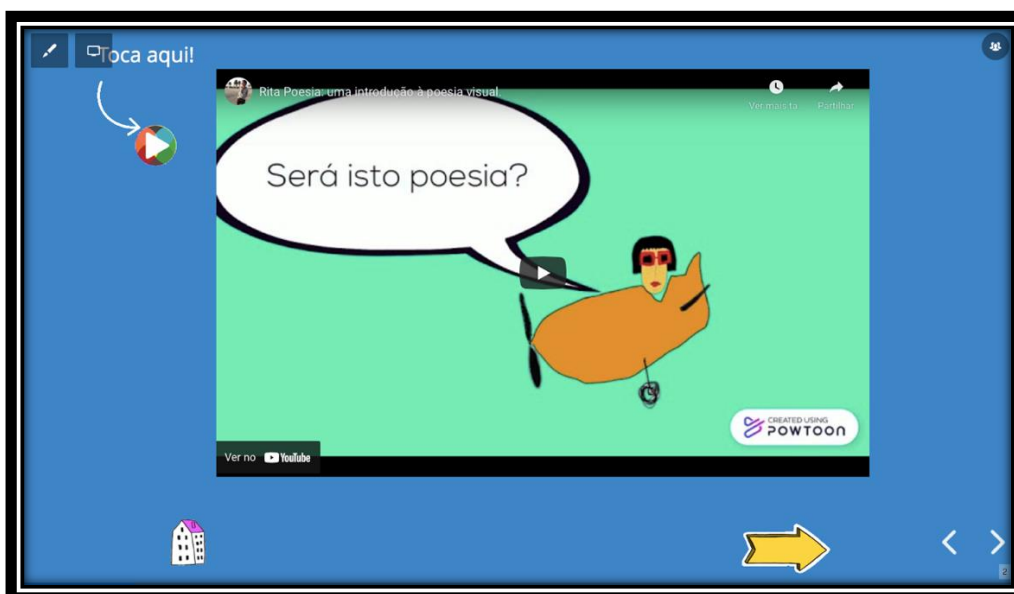 Toca aqui!
Rita Poesia: uma introdução à poesia visual.
Ver mais ta
Partilhar
Será isto poesia?
CREATED USING
POWTOON
Ver no YouTube
2